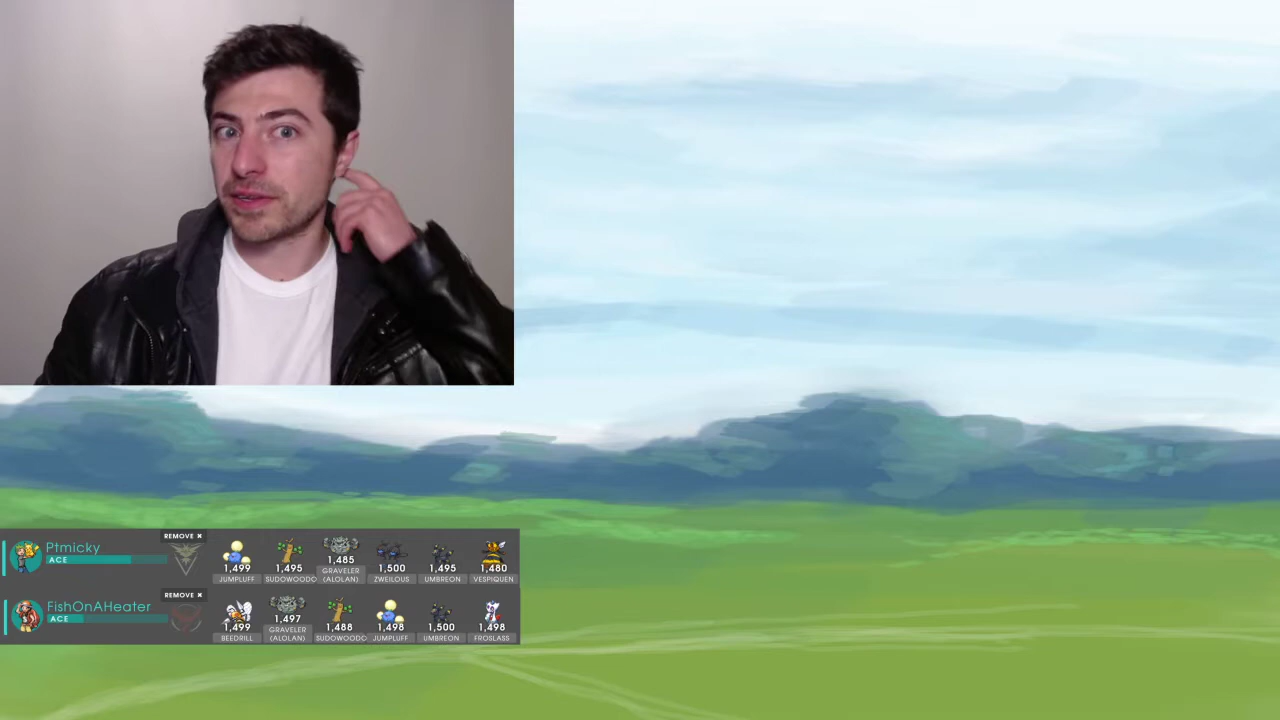 REMOVE ×
Ptmicky
ACE
1,499 1,495 1,485 1,500 1,495 1,480
JUMPLUFF SUDOWOODO GRAVELER (ALOLAN) ZWEILOUS UMBREON VESPIQUEN
REMOVE ×
FishOnAHeater
ACE
1,499 1,497 1,488 1,498 1,500 1,498
BEEDRILL GRAVELER (ALOLAN) SUDOWOODO JUMPLUFF UMBREON FROSLASS